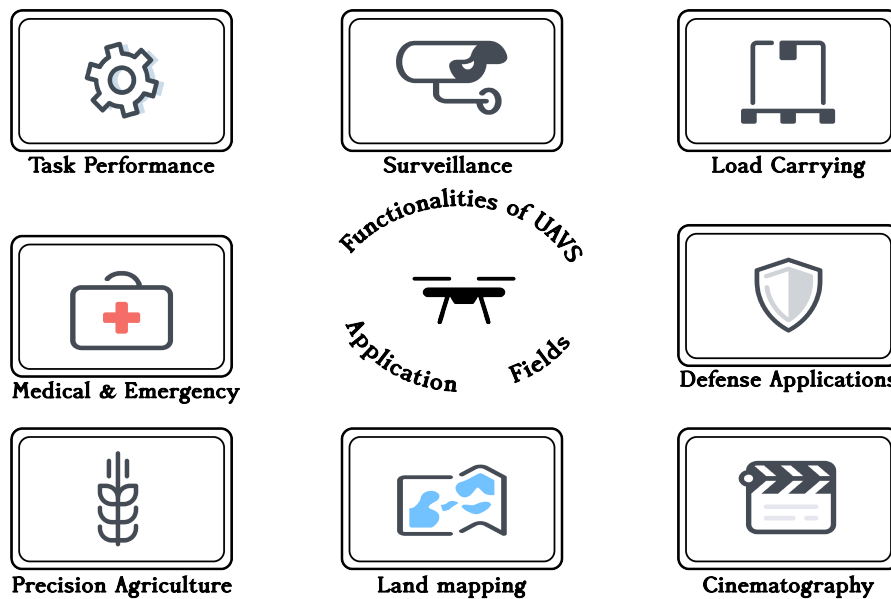 Task Performance
Surveillance
Load Carrying
Functionalities of UAVS
Medical & Emergency
Application Fields
Defense Applications
Precision Agriculture
Land mapping
Cinematography